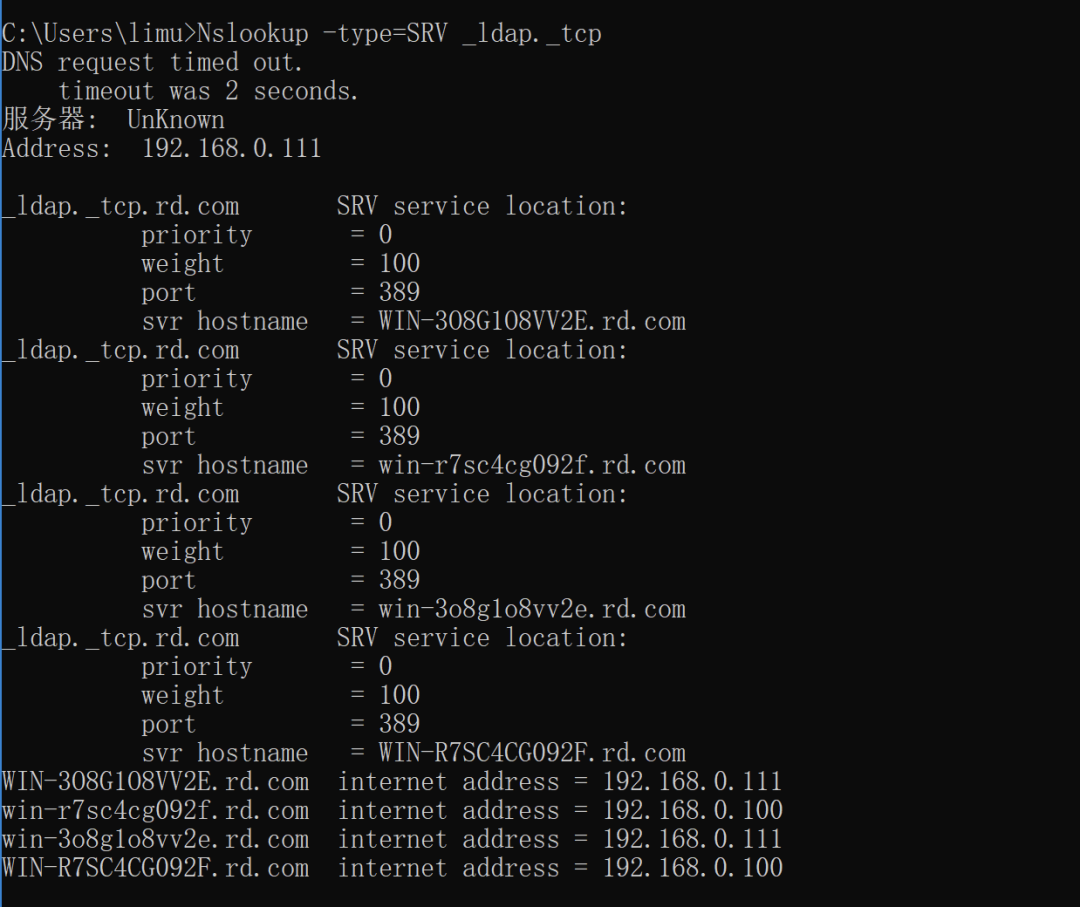 C:\Users\limu>Nslookup -type=SRV _ldap._tcp
DNS request timed out.
    timeout was 2 seconds.
服务器:  UnKnown
Address:  192.168.0.111

_ldap._tcp.rd.com       SRV service location:
          priority       = 0
          weight         = 100
          port           = 389
          svr hostname   = WIN-3O8G1O8VV2E.rd.com
_ldap._tcp.rd.com       SRV service location:
          priority       = 0
          weight         = 100
          port           = 389
          svr hostname   = win-r7sc4cg092f.rd.com
_ldap._tcp.rd.com       SRV service location:
          priority       = 0
          weight         = 100
          port           = 389
          svr hostname   = win-3o8g1o8vv2e.rd.com
_ldap._tcp.rd.com       SRV service location:
          priority       = 0
          weight         = 100
          port           = 389
          svr hostname   = WIN-R7SC4CG092F.rd.com
WIN-3O8G1O8VV2E.rd.com  internet address = 192.168.0.111
win-r7sc4cg092f.rd.com  internet address = 192.168.0.100
win-3o8g1o8vv2e.rd.com  internet address = 192.168.0.111
WIN-R7SC4CG092F.rd.com  internet address = 192.168.0.100